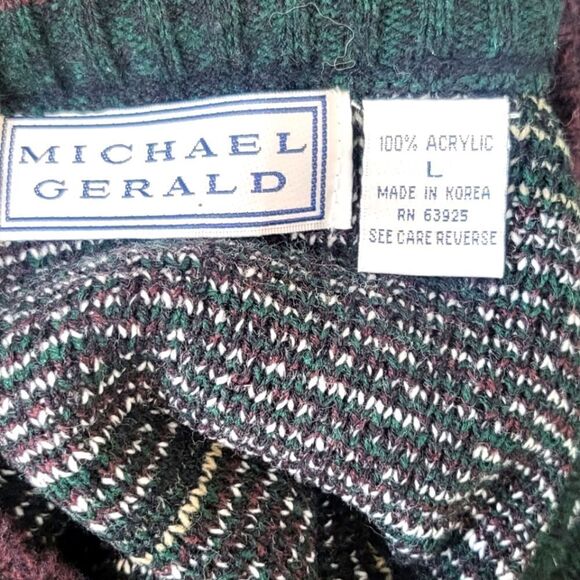 MICHAEL
GERALD
100% ACRYLIC
L
MADE IN KOREA
RN 63925
SEE CARE REVERSE